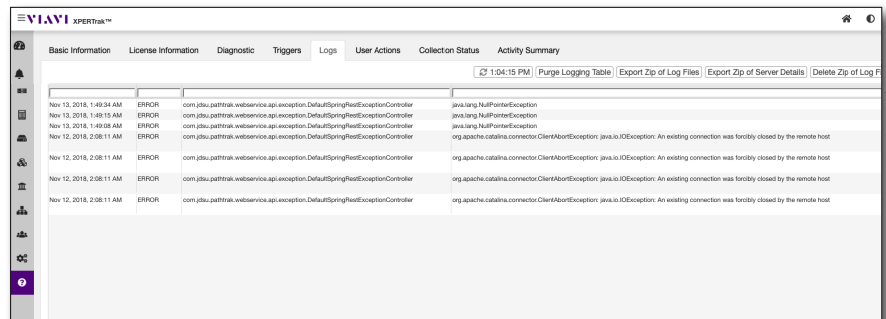 VIAVI XPERTrak™
Basic Information License Information Diagnostic Triggers Logs User Actions Collection Status Activity Summary
1:04:15 PM Purge Logging Table Export Zip of Log Files Export Zip of Server Details Delete Zip of Log Fi
Nov 13, 2018, 1:49:34 AM ERROR com.jdsu.pathtrak.webservice.api.exception.DefaultSpringRestExceptionController java.lang.NullPointerException
Nov 13, 2018, 1:49:15 AM ERROR com.jdsu.pathtrak.webservice.api.exception.DefaultSpringRestExceptionController java.lang.NullPointerException
Nov 13, 2018, 1:49:08 AM ERROR com.jdsu.pathtrak.webservice.api.exception.DefaultSpringRestExceptionController java.lang.NullPointerException
Nov 12, 2018, 2:08:11 AM ERROR com.jdsu.pathtrak.webservice.api.exception.DefaultSpringRestExceptionController org.apache.catalina.connector.ClientAbortException: java.io.IOException: An existing connection was forcibly closed by the remote host
Nov 12, 2018, 2:08:11 AM ERROR com.jdsu.pathtrak.webservice.api.exception.DefaultSpringRestExceptionController org.apache.catalina.connector.ClientAbortException: java.io.IOException: An existing connection was forcibly closed by the remote host
Nov 12, 2018, 2:08:11 AM ERROR com.jdsu.pathtrak.webservice.api.exception.DefaultSpringRestExceptionController org.apache.catalina.connector.ClientAbortException: java.io.IOException: An existing connection was forcibly closed by the remote host
Nov 12, 2018, 2:08:11 AM ERROR com.jdsu.pathtrak.webservice.api.exception.DefaultSpringRestExceptionController org.apache.catalina.connector.ClientAbortException: java.io.IOException: An existing connection was forcibly closed by the remote host